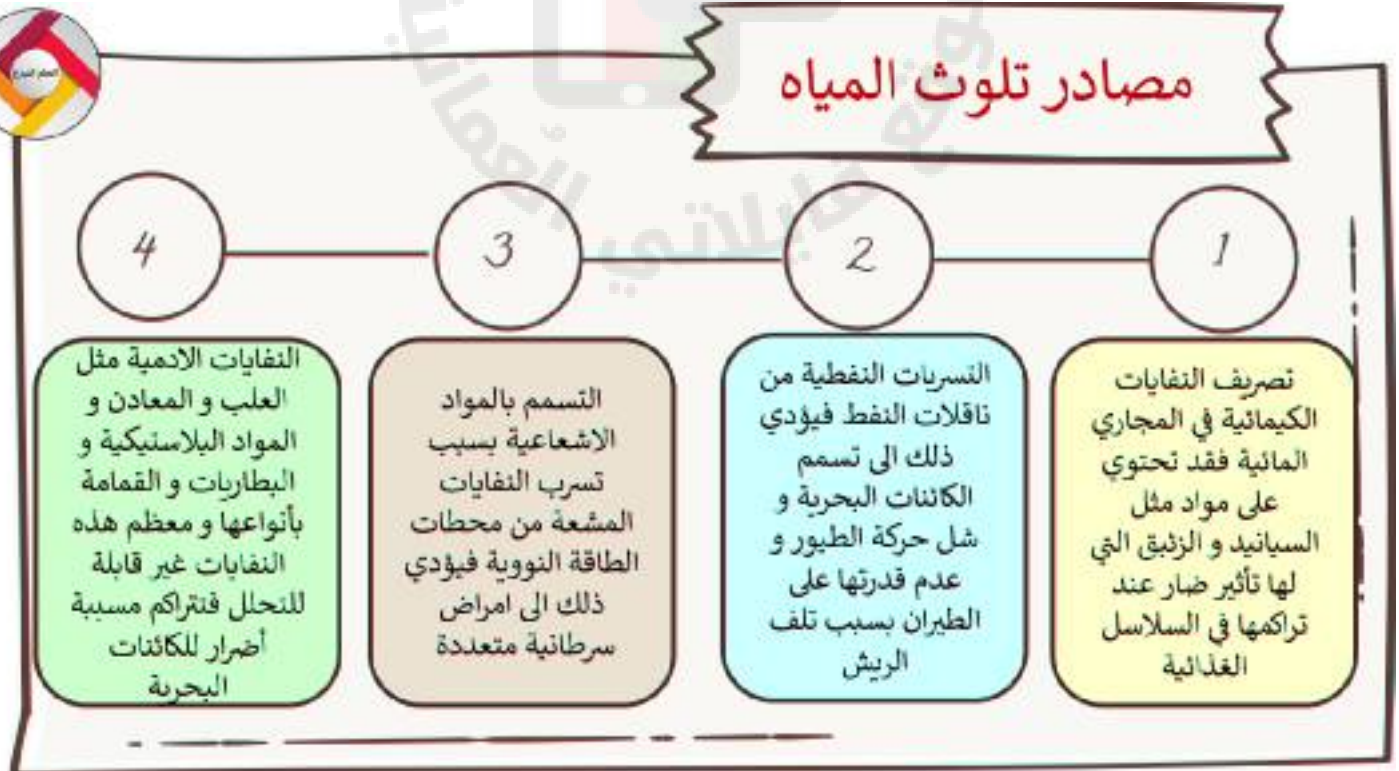 مصادر تلوث المياه
1
تصريف النفايات
الكيمائية في المجاري
المائية فقد تحتوي
على مواد مثل
السيانيد و الزئبق التي
لها تأثير ضار عند
تراكمها في السلاسل
الغذائية
2
التسربات النفطية من
ناقلات النفط فيؤدي
ذلك الى تسمم
الكائنات البحرية و
شل حركة الطيور و
عدم قدرتها على
الطيران بسبب تلف
الريش
3
التسمم بالمواد
الاشعاعية بسبب
تسرب النفايات
المشعة من محطات
الطاقة النووية فيؤدي
ذلك الى امراض
سرطانية متعددة
4
النفايات الادمية مثل
العلب و المعادن و
المواد البلاستيكية و
البطاريات و القمامة
بأنواعها و معظم هذه
النفايات غير قابلة
للتحلل فتتراكم مسببة
أضرار للكائنات
البحرية